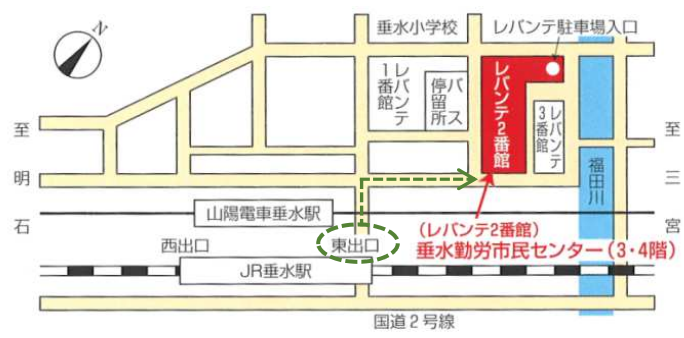 N
垂水小学校
レバンテ駐車場入口
レバンテ
1番館
バス
停留所
レバンテ2番館
レバンテ
3番館
至
明
石
至
三
宮
福田川
山陽電車垂水駅
(レバンテ2番館)
垂水勤労市民センター(3・4階)
西出口
東出口
JR垂水駅
国道2号線